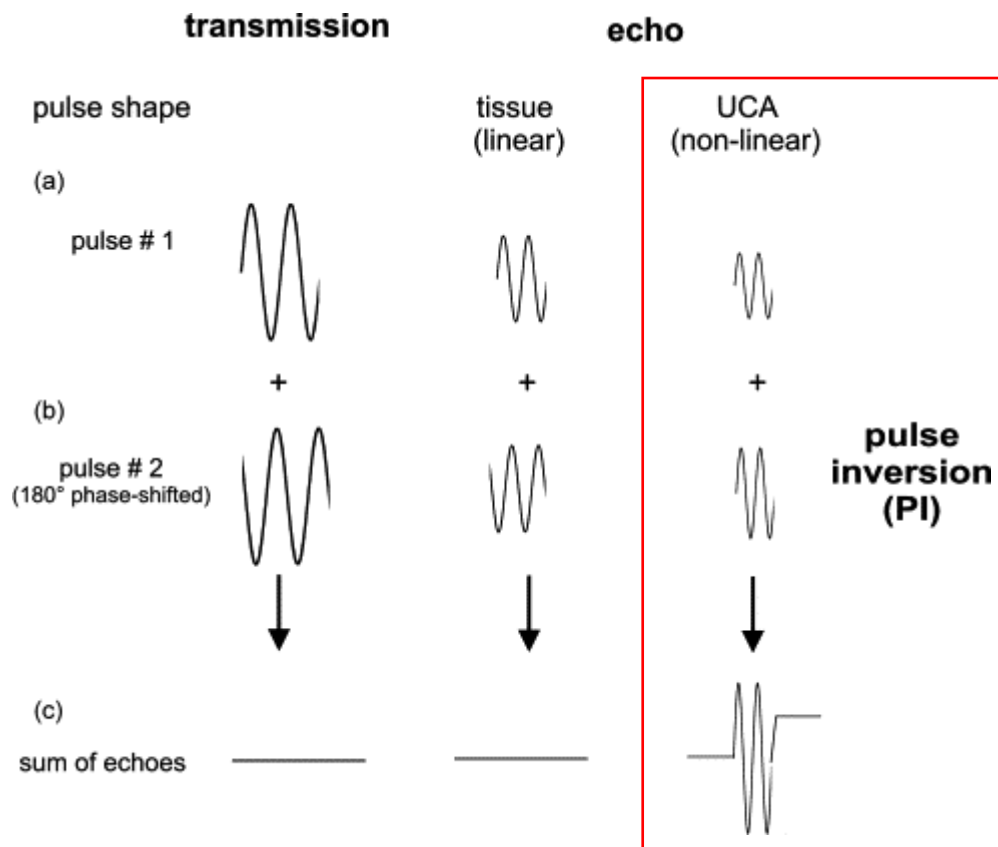 transmission echo
pulse shape tissue UCA
(linear) (non-linear)
(a)
pulse # 1
+ + +
(b)
pulse # 2
(180° phase-shifted)
pulse
inversion
(PI)
(c)
sum of echoes